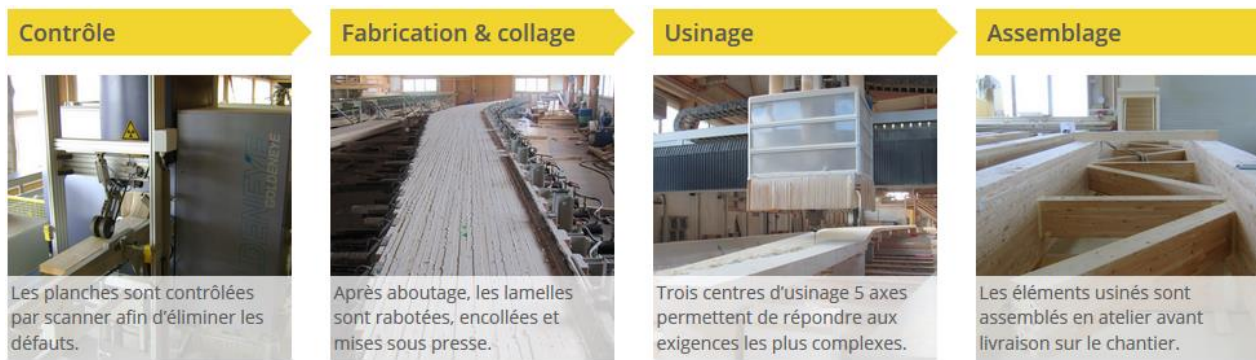 Contrôle
Fabrication & collage
Usinage
Assemblage
GOLDENEYE
Les planches sont contrôlées
par scanner afin d'éliminer les
défauts.
Après aboutage, les lamelles
sont rabotées, encollées et
mises sous presse.
Trois centres d'usinage 5 axes
permettent de répondre aux
exigences les plus complexes.
Les éléments usinés sont
assemblés en atelier avant
livraison sur le chantier.